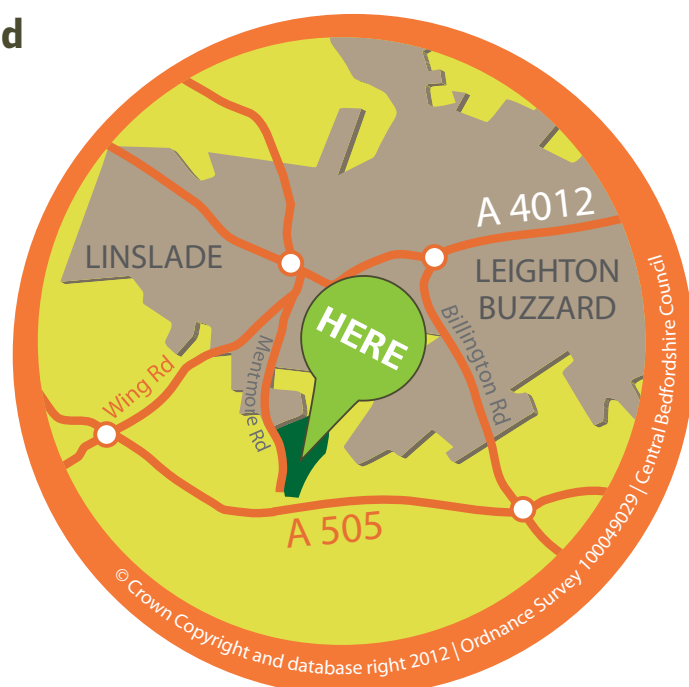 d
A 4012
LINSLADE
LEIGHTON
BUZZARD
HERE
Billington Rd
Mentmore Rd
Wing Rd
A 505
© Crown Copyright and database right 2012 | Ordnance Survey 100049029 | Central Bedfordshire Council